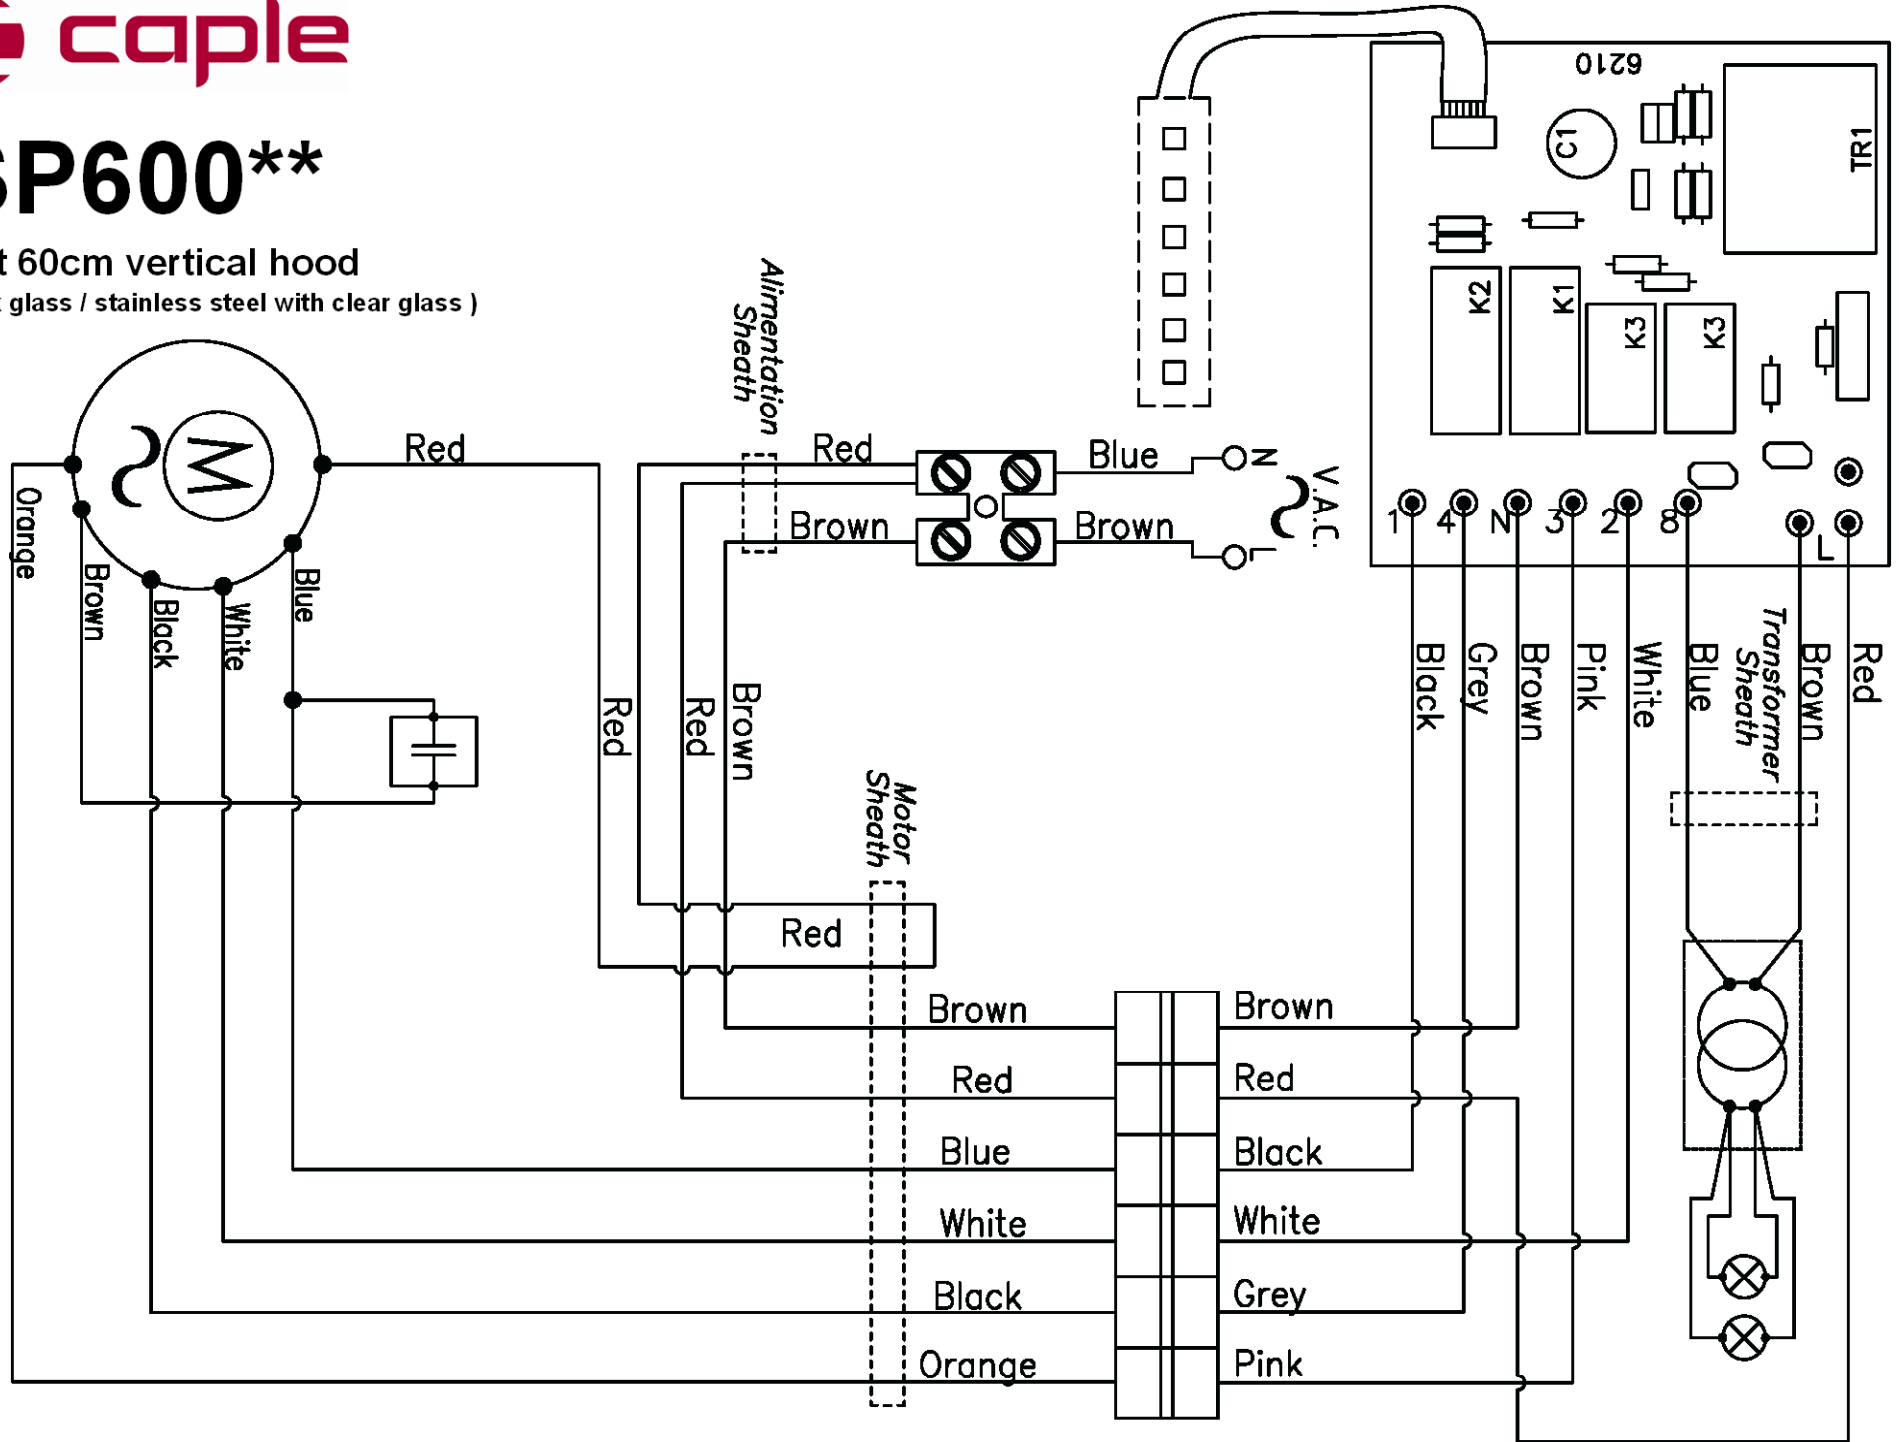 caple
SP600**
60cm vertical hood
glass / stainless steel with clear glass )
6210
C1
TR1
K2
K1
K3
K3
Alimentation
Sheath
M
Red
Red
Blue
N
V.A.C.
Brown
Brown
L
1
4
N
3
2
8
L
Orange
Brown
Black
White
Blue
Red
Red
Brown
Black
Grey
Brown
Pink
White
Blue
Transformer
Sheath
Brown
Red
Motor
Sheath
Red
Brown
Brown
Red
Red
Blue
Black
White
White
Black
Grey
Orange
Pink